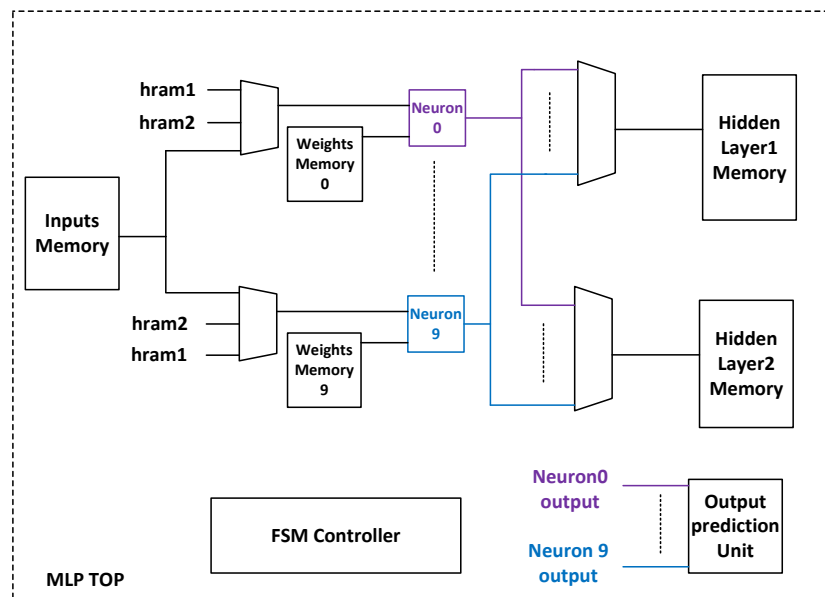 hram1
hram2
Weights
Memory
0
Neuron
0
Hidden
Layer1
Memory
Inputs
Memory
hram2
hram1
Weights
Memory
9
Neuron
9
Hidden
Layer2
Memory
FSM Controller
Neuron0
output
Neuron 9
output
Output
prediction
Unit
MLP TOP